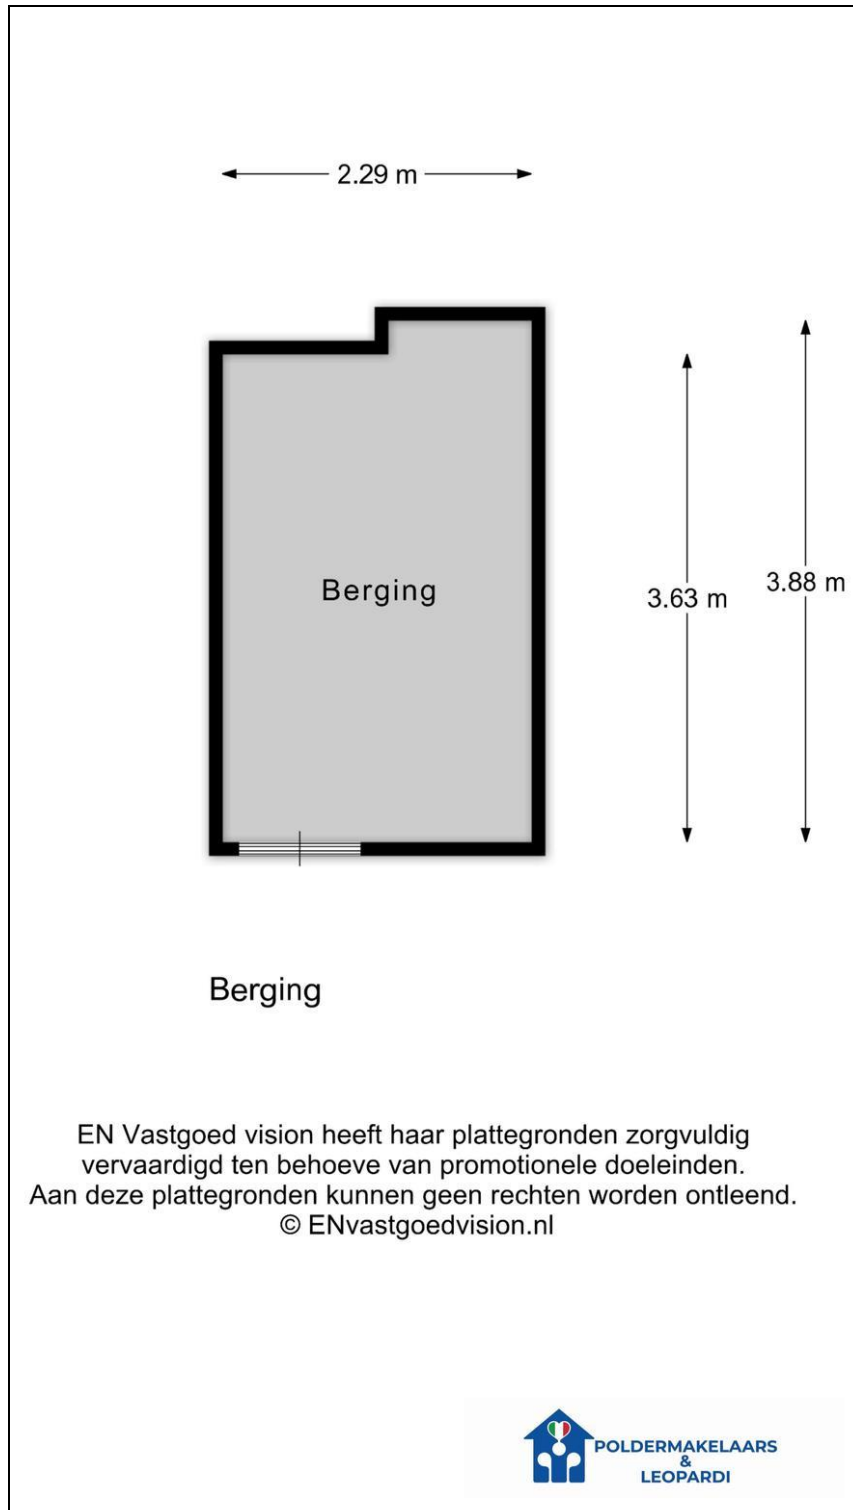 2.29 m
Berging
3.63 m
3.88 m
Berging
EN Vastgoed vision heeft haar plattegronden zorgvuldig
vervaardigd ten behoeve van promotionele doeleinden.
Aan deze plattegronden kunnen geen rechten worden ontleend.
© ENvastgoedvision.nl
POLDERMAKELAARS
&
LEOPARDI